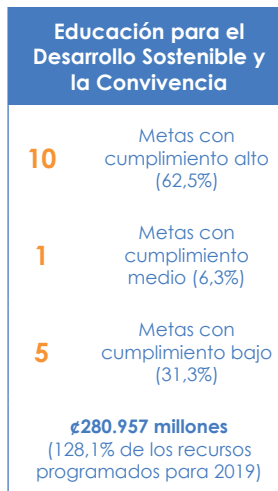 Educación para el
Desarrollo Sostenible y
la Convivencia
10
Metas con
cumplimiento alto
(62,5%)
1
Metas con
cumplimiento
medio (6,3%)
5
Metas con
cumplimiento bajo
(31,3%)
¢280.957 millones
(128,1% de los recursos
programados para 2019)